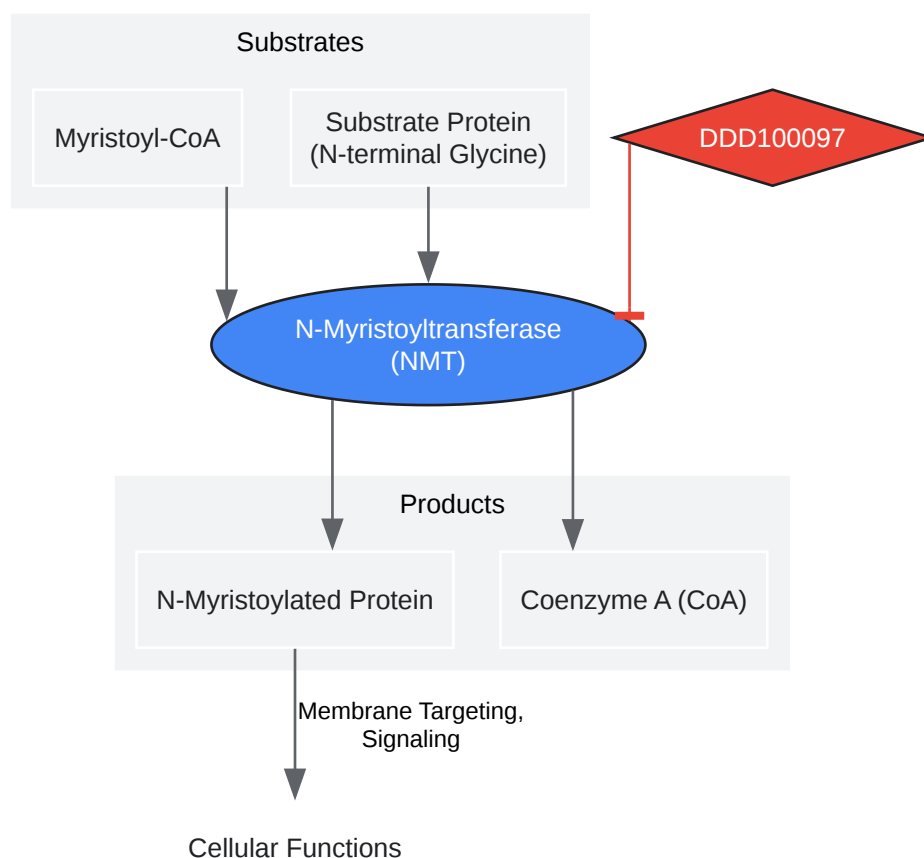 Substrates
Myristoyl-CoA
Substrate Protein
(N-terminal Glycine)
DDD100097
N-Myristoyltransferase
(NMT)
Products
N-Myristoylated Protein
Coenzyme A (CoA)
Membrane Targeting,
Signaling
Cellular Functions